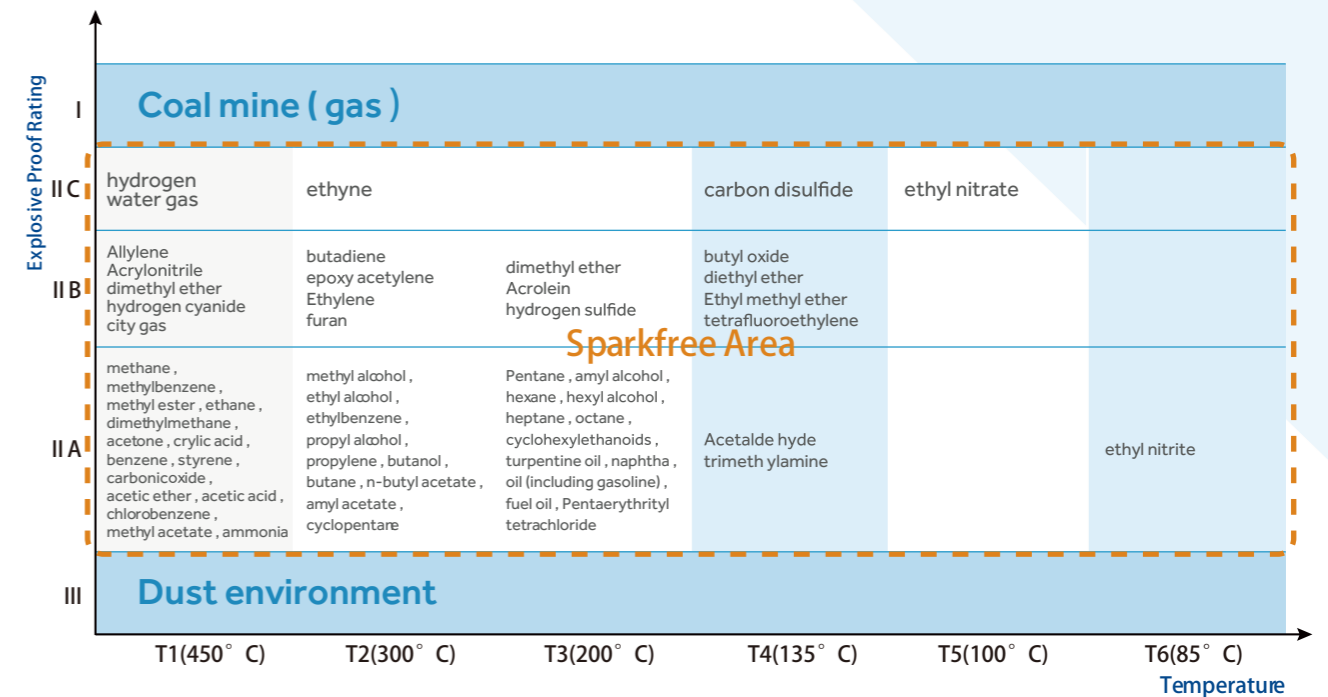 Explosive Proof Rating
I
Coal mine ( gas )
II C
hydrogen
water gas
ethyne
carbon disulfide
ethyl nitrate
II B
Allylene
Acrylonitrile
dimethyl ether
hydrogen cyanide
city gas
butadiene
epoxy acetylene
Ethylene
furan
dimethyl ether
Acrolein
hydrogen sulfide
butyl oxide
diethyl ether
Ethyl methyl ether
tetrafluoroethylene
Sparkfree Area
II A
methane ,
methylbenzene ,
methyl ester , ethane ,
dimethylmethane ,
acetone , crylic acid ,
benzene , styrene ,
carbonicoxide ,
acetic ether , acetic acid ,
chlorobenzene ,
methyl acetate , ammonia
methyl alcohol ,
ethyl alcohol ,
ethylbenzene ,
propyl alcohol ,
propylene , butanol ,
butane , n-butyl acetate ,
amyl acetate ,
cyclopentane
Pentane , amyl alcohol ,
hexane , hexyl alcohol ,
heptane , octane ,
cyclohexylethanoids ,
turpentine oil , naphtha ,
oil (including gasoline) ,
fuel oil , Pentaerythrityl
tetrachloride
Acetalde hyde
trimeth ylamine
ethyl nitrite
III
Dust environment
T1(450° C)
T2(300° C)
T3(200° C)
T4(135° C)
T5(100° C)
T6(85° C)
Temperature